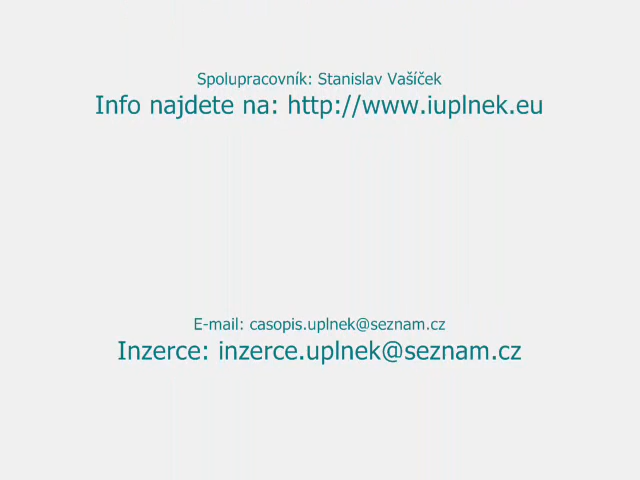 Spolupracovník: Stanislav Vašíček
Info najdete na: http://www.iuplnek.eu
E-mail: casopis.uplnek@seznam.cz
Inzerce: inzerce.uplnek@seznam.cz